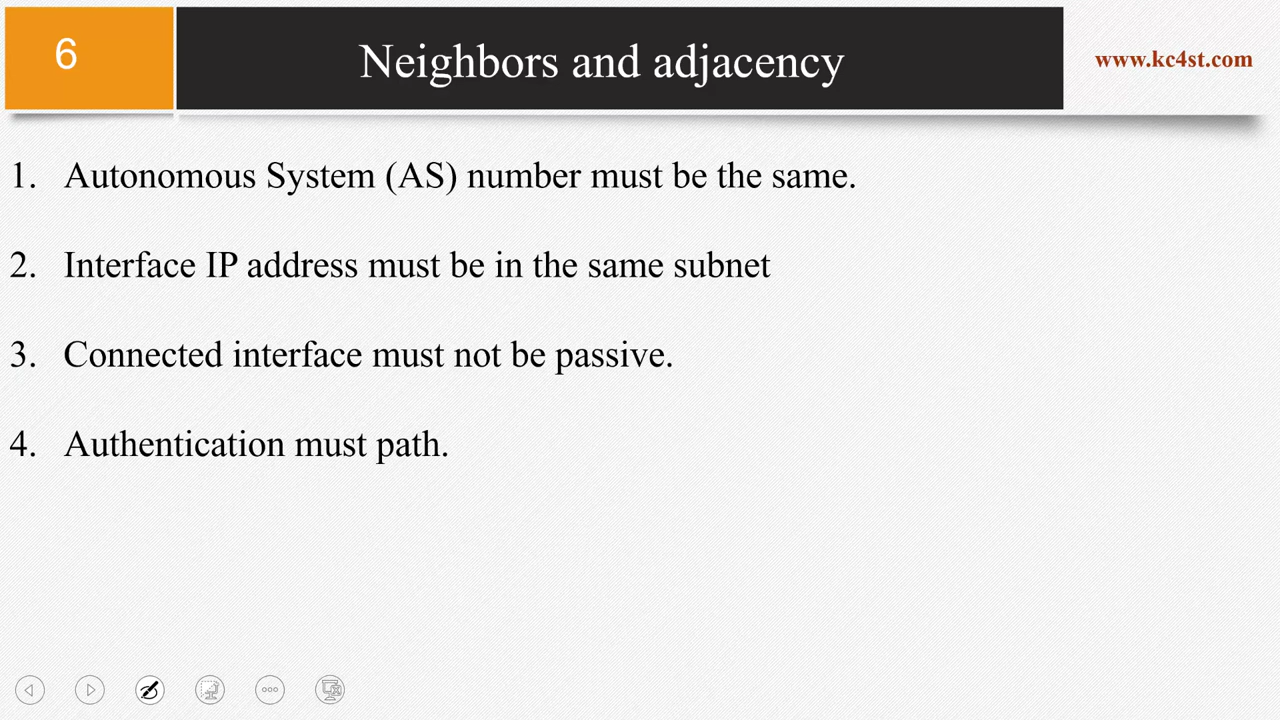 6
Neighbors and adjacency
www.kc4st.com
1. Autonomous System (AS) number must be the same.
2. Interface IP address must be in the same subnet
3. Connected interface must not be passive.
4. Authentication must path.